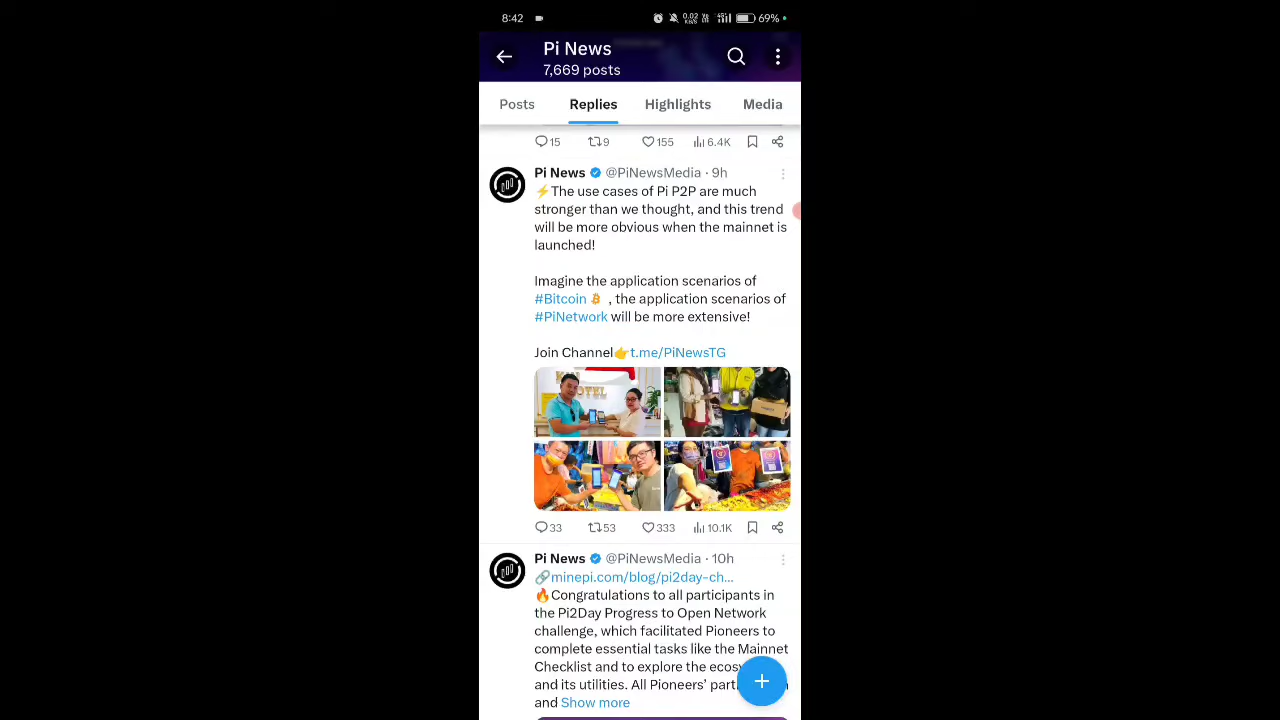 8:42
0.02
KB/S
4G+
69%
Pi News
7,669 posts
Posts
Replies
Highlights
Media
15
9
155
6.4K
Pi News @PiNewsMedia · 9h
⚡The use cases of Pi P2P are much
stronger than we thought, and this trend
will be more obvious when the mainnet is
launched!
Imagine the application scenarios of
#Bitcoin , the application scenarios of
#PiNetwork will be more extensive!
Join Channel👉t.me/PiNewsTG
33
53
333
10.1K
Pi News @PiNewsMedia · 10h
🔗minepi.com/blog/pi2day-ch...
🔥Congratulations to all participants in
the Pi2Day Progress to Open Network
challenge, which facilitated Pioneers to
complete essential tasks like the Mainnet
Checklist and to explore the ecosy
and its utilities. All Pioneers' part
and Show more